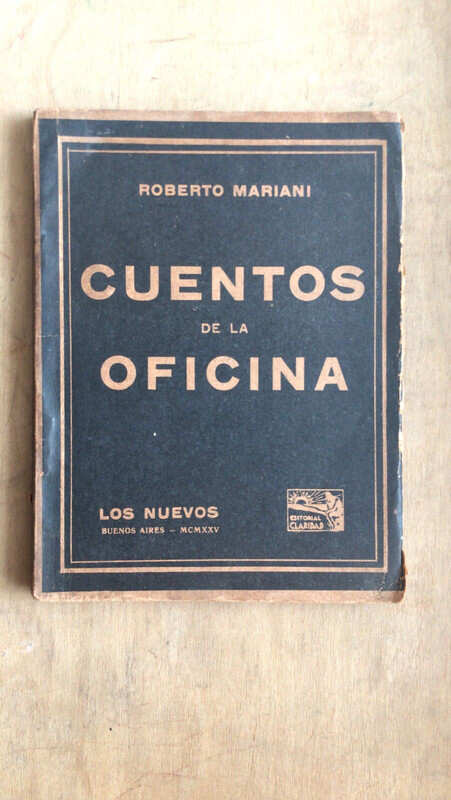 ROBERTO MARIANI
CUENTOS
DE LA
OFICINA
LOS NUEVOS
BUENOS AIRES — MCMXXV
EDITORIAL
CLARIDAD